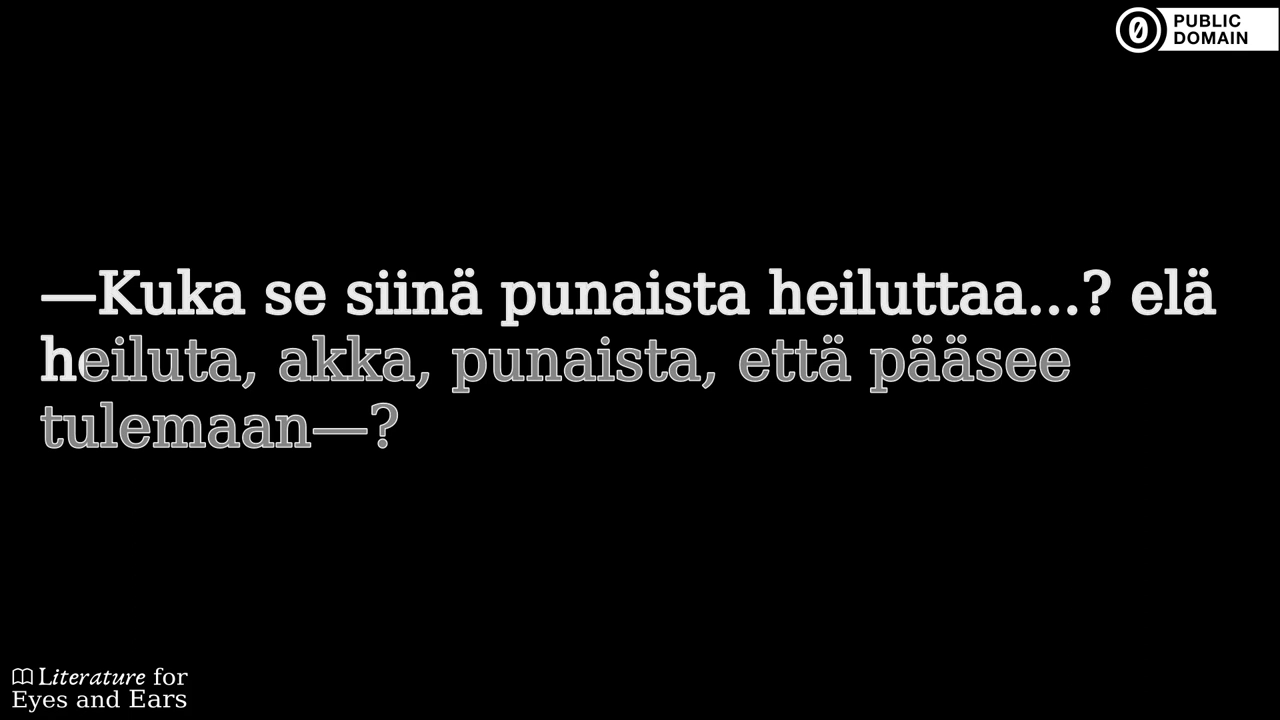 PUBLIC
DOMAIN
—Kuka se siinä punaista heiluttaa...? elä
heiluta, akka, punaista, että pääsee
tulemaan—?
Literature for
Eyes and Ears